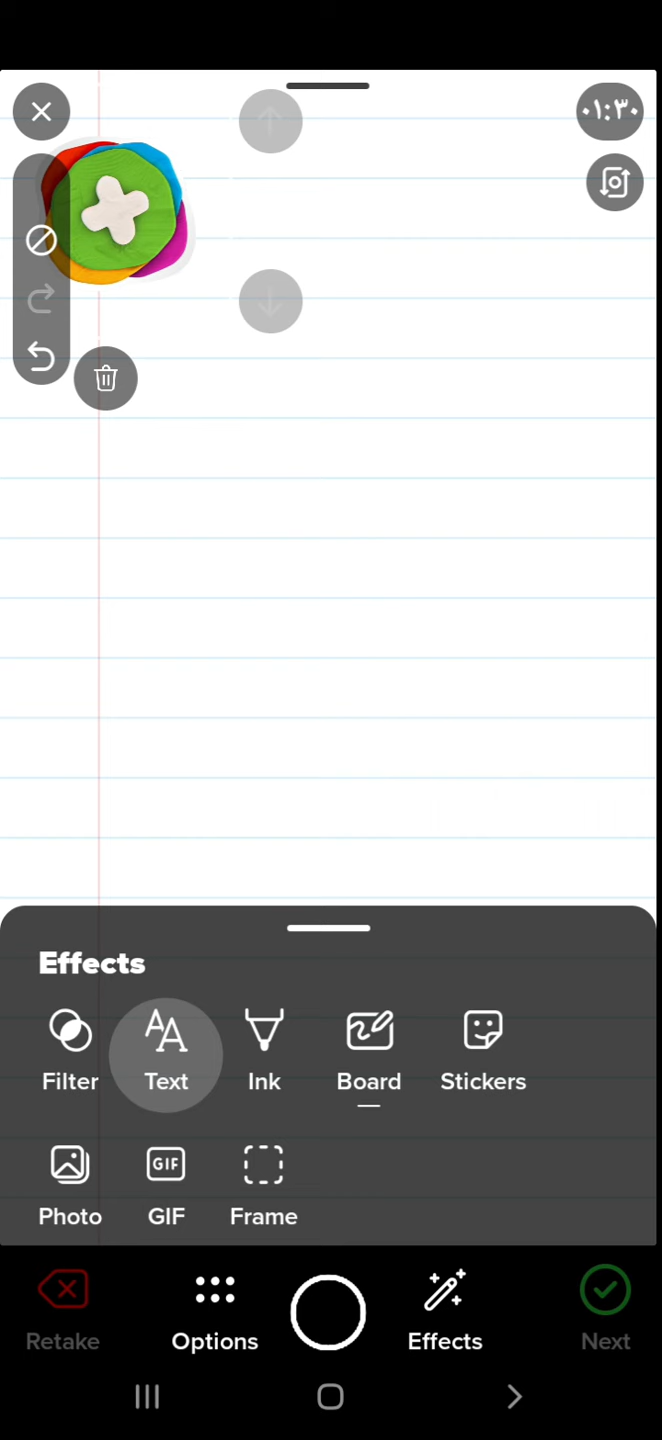 ٠١:٣٠
Effects
Filter
Text
Ink
Board
Stickers
Photo
GIF
GIF
Frame
Retake
Options
Effects
Next